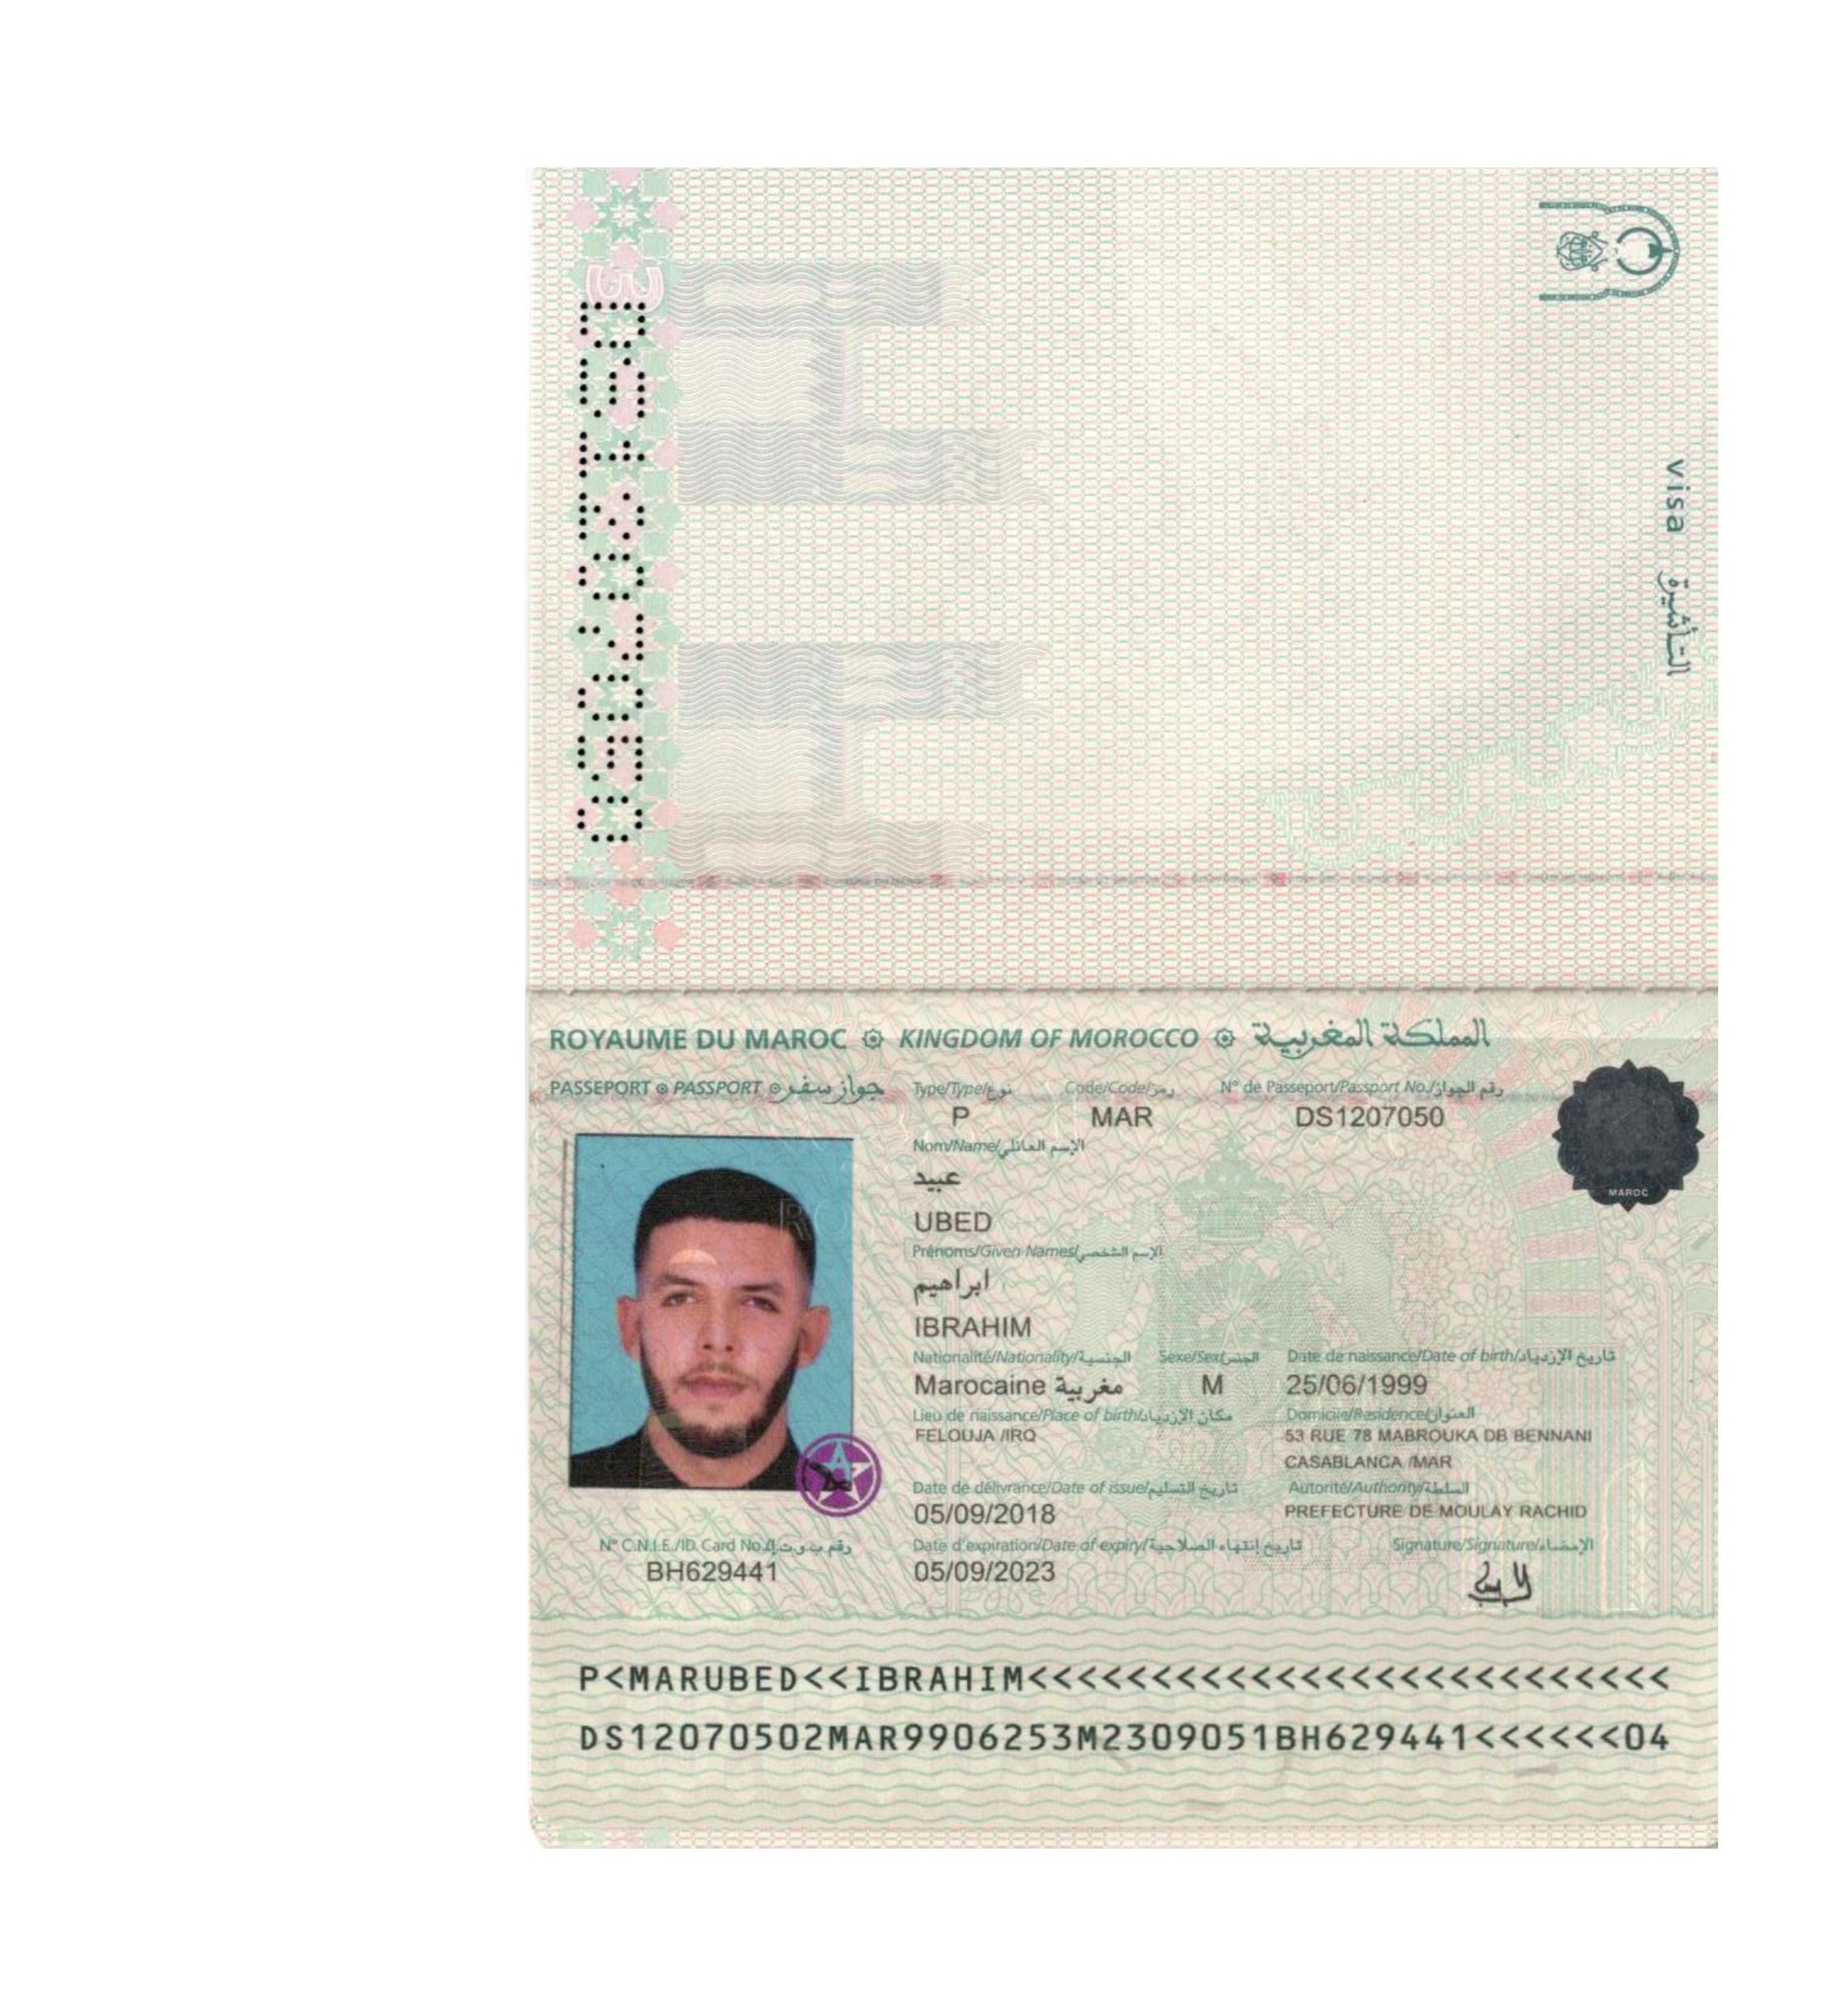 visa التأشيرة
ROYAUME DU MAROC KINGDOM OF MOROCCO المملكة المغربية
PASSEPORT PASSPORT جواز سفر
Type/Type/نوع Code/Code/رمز N° de Passeport/Passport No./رقم الجواز
P MAR DS1207050
MAROC
Nom/Name/الإسم العائلي
عبيد
UBED
Prénoms/Given Names/الإسم الشخصي
ابراهيم
IBRAHIM
Nationalité/Nationality/الجنسية Sexe/Sex/الجنس Date de naissance/Date of birth/تاريخ الإزدياد
Marocaine مغربية M 25/06/1999
Lieu de naissance/Place of birth/مكان الإزدياد Domicile/Residence/العنوان
FELOUJA /IRQ 53 RUE 78 MABROUKA DB BENNANI
CASABLANCA /MAR
Date de délivrance/Date of issue/تاريخ التسليم Autorité/Authority/السلطة
05/09/2018 PREFECTURE DE MOULAY RACHID
N° C.N.I.E./ID. Card No./رقم ب.و.ت.إ Date d'expiration/Date of expiry/تاريخ إنتهاء الصلاحية Signature/Signature/الإمضاء
BH629441 05/09/2023
P<MARUBED<<IBRAHIM<<<<<<<<<<<<<<<<<<<<<<<<<<
DS12070502MAR9906253M2309051BH629441<<<<<<04